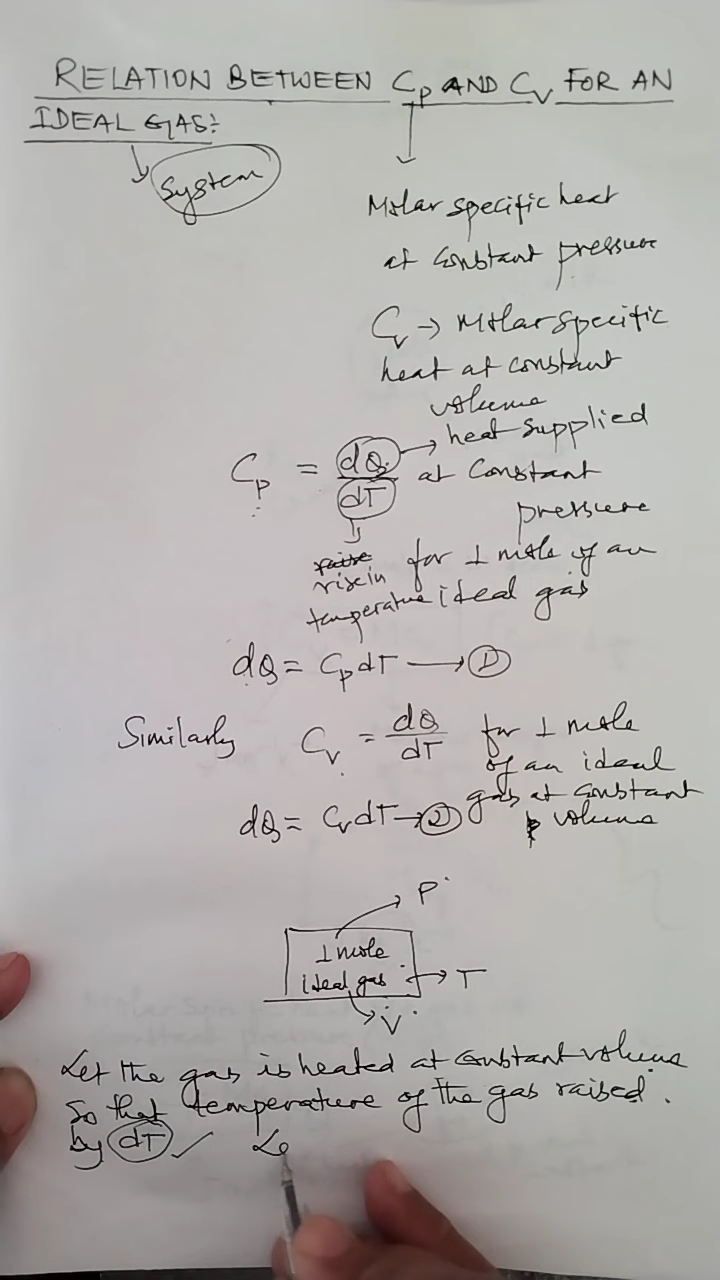 RELATION BETWEEN Cp AND Cv FOR AN
IDEAL GAS:
System
Molar specific heat
at constant pressure
Cv → Molar specific
heat at constant
volume
Cp = dQ/dT → heat supplied
at constant
pressure
rise in for 1 mole of an
temperature ideal gas
dQ = CpdT → ①
Similarly Cv = dQ/dT for 1 mole
of an ideal
gas at constant
dQ = CvdT → ② volume
P
1 mole
ideal gas → T
V
Let the gas is heated at constant volume
So that temperature of the gas raised.
by dT ✓ Le